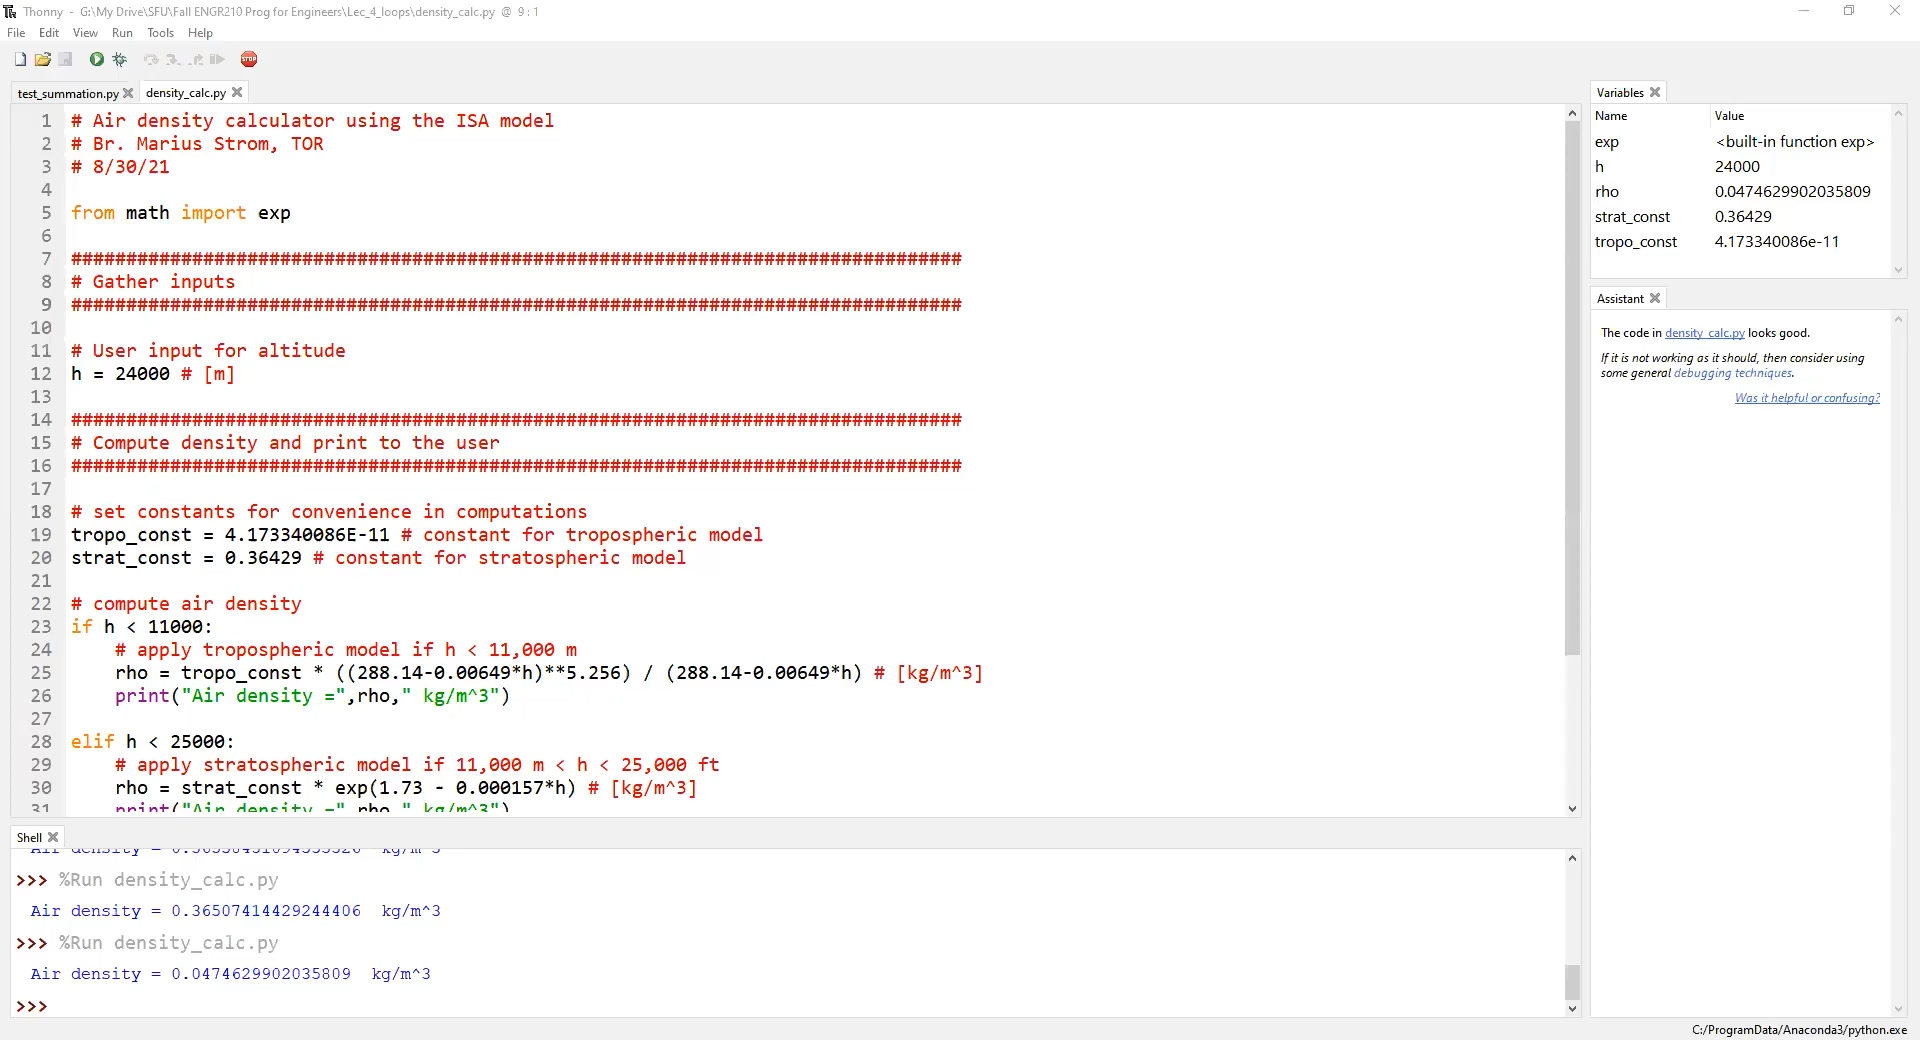 Thonny - G:\My Drive\SFU\Fall ENGR210 Prog for Engineers\Lec_4_loops\density_calc.py @ 9:1
File Edit View Run Tools Help
STOP
test_summation.py density_calc.py
1 # Air density calculator using the ISA model
2 # Br. Marius Strom, TOR
3 # 8/30/21
4
5 from math import exp
6
7 #################################################################################
8 # Gather inputs
9 #################################################################################
10
11 # User input for altitude
12 h = 24000 # [m]
13
14 #################################################################################
15 # Compute density and print to the user
16 #################################################################################
17
18 # set constants for convenience in computations
19 tropo_const = 4.173340086E-11 # constant for tropospheric model
20 strat_const = 0.36429 # constant for stratospheric model
21
22 # compute air density
23 if h < 11000:
24 # apply tropospheric model if h < 11,000 m
25 rho = tropo_const * ((288.14-0.00649*h)**5.256) / (288.14-0.00649*h) # [kg/m^3]
26 print("Air density =",rho," kg/m^3")
27
28 elif h < 25000:
29 # apply stratospheric model if 11,000 m < h < 25,000 ft
30 rho = strat_const * exp(1.73 - 0.000157*h) # [kg/m^3]
31 print("Air density =",rho," kg/m^3")
Shell
>>> %Run density_calc.py
Air density = 0.36507414429244406  kg/m^3
>>> %Run density_calc.py
Air density = 0.0474629902035809  kg/m^3
>>>
Variables
Name Value
exp <built-in function exp>
h 24000
rho 0.0474629902035809
strat_const 0.36429
tropo_const 4.173340086e-11
Assistant
The code in density_calc.py looks good.
If it is not working as it should, then consider using
some general debugging techniques.
Was it helpful or confusing?
C:/ProgramData/Anaconda3/python.exe